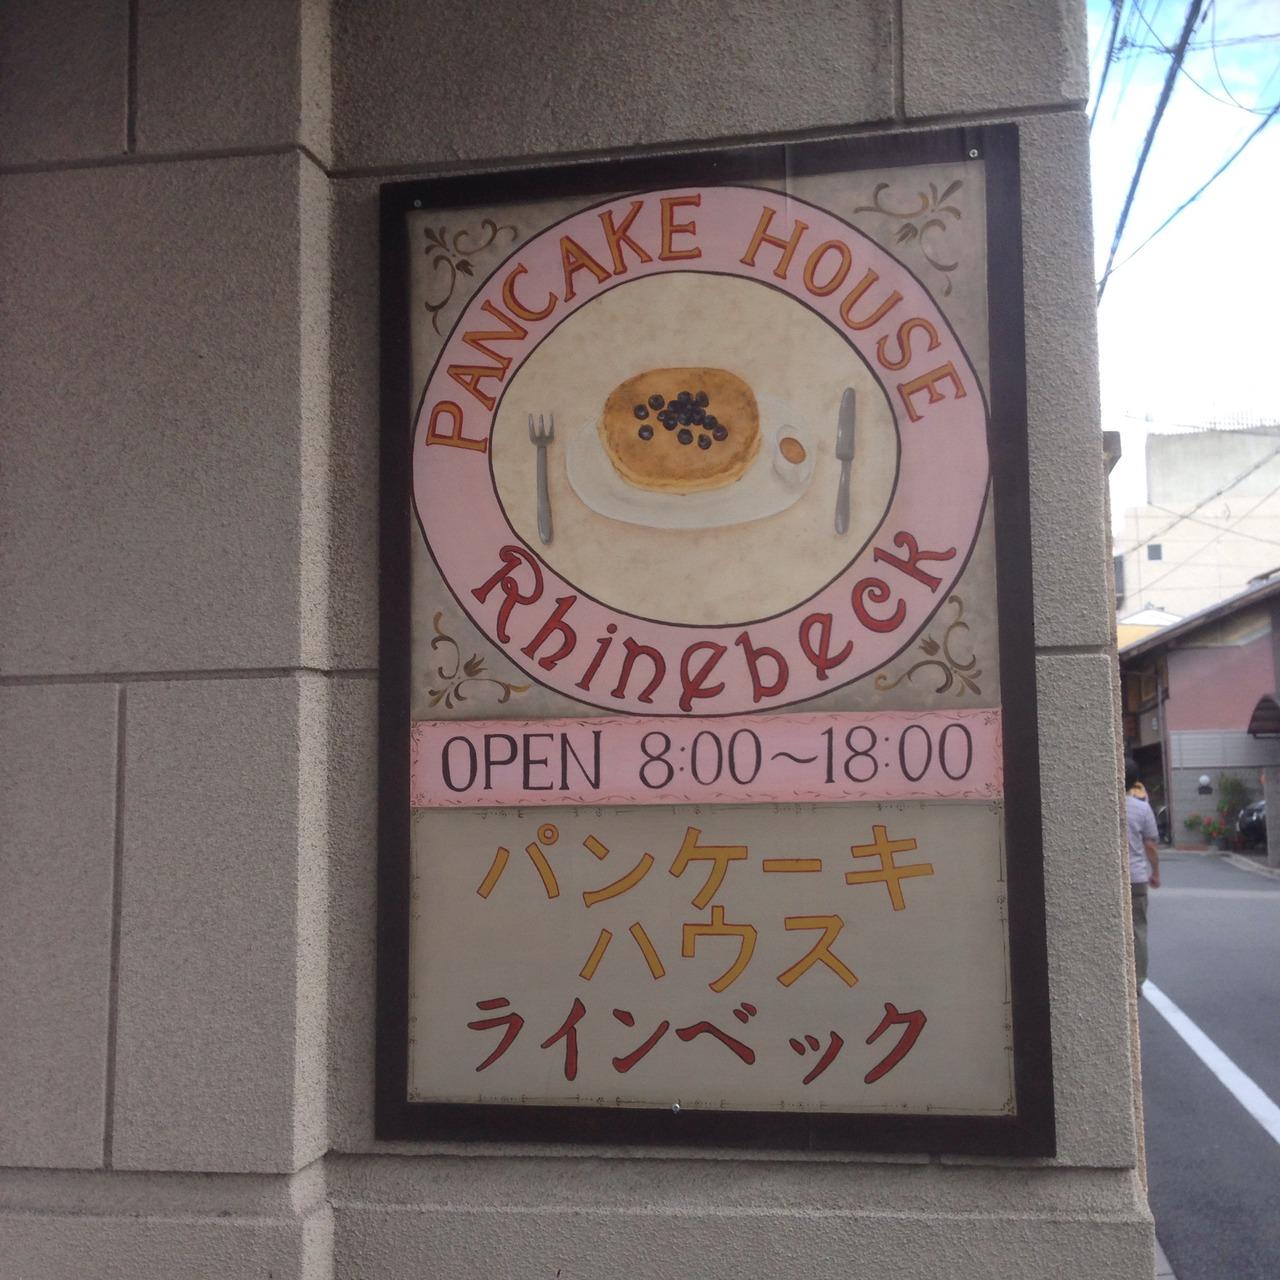 PANCAKE HOUSE
Rhinebeck
OPEN 8:00〜18:00
パンケーキ
ハウス
ラインベック